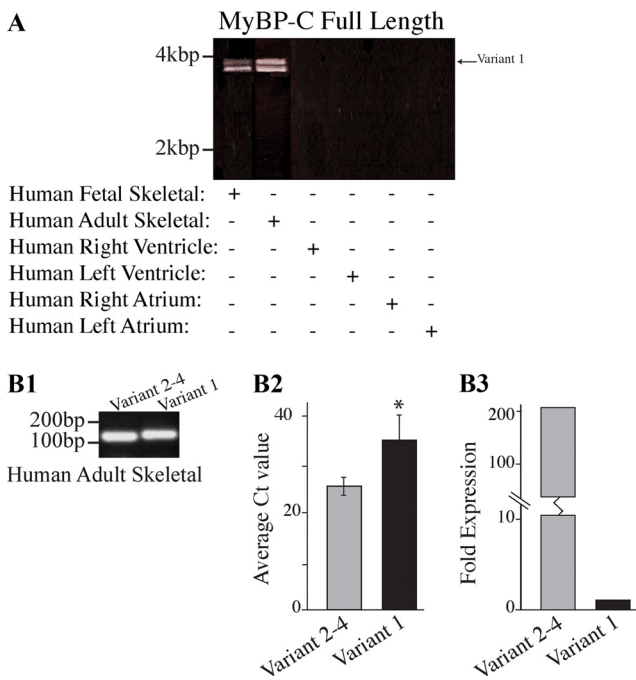 A
MyBP-C Full Length
4kbp
Variant 1
2kbp
Human Fetal Skeletal: + - - - - -
Human Adult Skeletal: - + - - - -
Human Right Ventricle: - - + - - -
Human Left Ventricle: - - - + - -
Human Right Atrium: - - - - + -
Human Left Atrium: - - - - - +
B1
Variant 2-4
Variant 1
200bp
100bp
Human Adult Skeletal
B2
Average Ct value
40
20
0
*
Variant 2-4
Variant 1
B3
Fold Expression
200
100
10
0
Variant 2-4
Variant 1